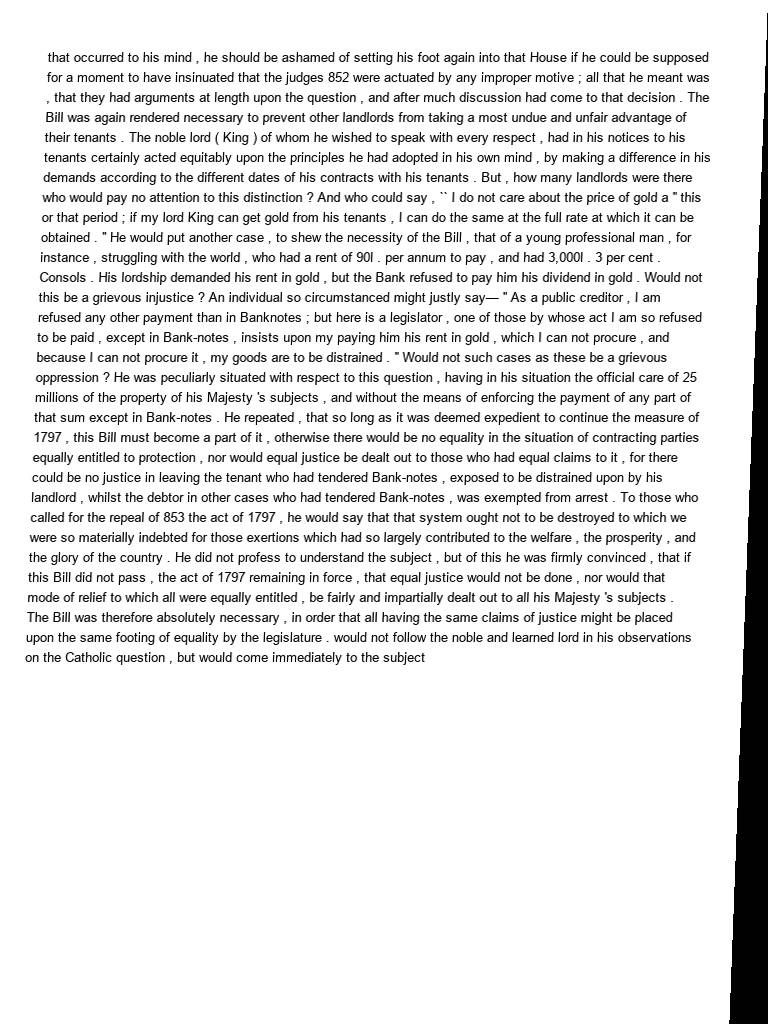 that occurred to his mind , he should be ashamed of setting his foot again into that House if he could be supposed
for a moment to have insinuated that the judges 852 were actuated by any improper motive ; all that he meant was
, that they had arguments at length upon the question , and after much discussion had come to that decision . The
Bill was again rendered necessary to prevent other landlords from taking a most undue and unfair advantage of
their tenants . The noble lord ( King ) of whom he wished to speak with every respect , had in his notices to his
tenants certainly acted equitably upon the principles he had adopted in his own mind , by making a difference in his
demands according to the different dates of his contracts with his tenants . But , how many landlords were there
who would pay no attention to this distinction ? And who could say , `` I do not care about the price of gold a " this
or that period ; if my lord King can get gold from his tenants , I can do the same at the full rate at which it can be
obtained . " He would put another case , to shew the necessity of the Bill , that of a young professional man , for
instance , struggling with the world , who had a rent of 90l . per annum to pay , and had 3,000l . 3 per cent .
Consols . His lordship demanded his rent in gold , but the Bank refused to pay him his dividend in gold . Would not
this be a grievous injustice ? An individual so circumstanced might justly say— " As a public creditor , I am
refused any other payment than in Banknotes ; but here is a legislator , one of those by whose act I am so refused
to be paid , except in Bank-notes , insists upon my paying him his rent in gold , which I can not procure , and
because I can not procure it , my goods are to be distrained . " Would not such cases as these be a grievous
oppression ? He was peculiarly situated with respect to this question , having in his situation the official care of 25
millions of the property of his Majesty 's subjects , and without the means of enforcing the payment of any part of
that sum except in Bank-notes . He repeated , that so long as it was deemed expedient to continue the measure of
1797 , this Bill must become a part of it , otherwise there would be no equality in the situation of contracting parties
equally entitled to protection , nor would equal justice be dealt out to those who had equal claims to it , for there
could be no justice in leaving the tenant who had tendered Bank-notes , exposed to be distrained upon by his
landlord , whilst the debtor in other cases who had tendered Bank-notes , was exempted from arrest . To those who
called for the repeal of 853 the act of 1797 , he would say that that system ought not to be destroyed to which we
were so materially indebted for those exertions which had so largely contributed to the welfare , the prosperity , and
the glory of the country . He did not profess to understand the subject , but of this he was firmly convinced , that if
this Bill did not pass , the act of 1797 remaining in force , that equal justice would not be done , nor would that
mode of relief to which all were equally entitled , be fairly and impartially dealt out to all his Majesty 's subjects .
The Bill was therefore absolutely necessary , in order that all having the same claims of justice might be placed
upon the same footing of equality by the legislature . would not follow the noble and learned lord in his observations
on the Catholic question , but would come immediately to the subject